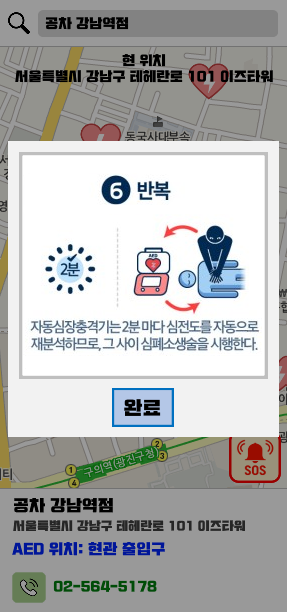 공차 강남역점
현 위치
서울특별시 강남구 테헤란로 101 이즈타워
동국사대부속
6 반복
2분
자동심장충격기는 2분 마다 심전도를 자동으로
재분석하므로, 그 사이 심폐소생술을 시행한다.
완료
SOS
2
3
1
4
구의역(광진구청)
티
공차 강남역점
서울특별시 강남구 테헤란로 101 이즈타워
AED 위치: 현관 출입구
02-564-5178